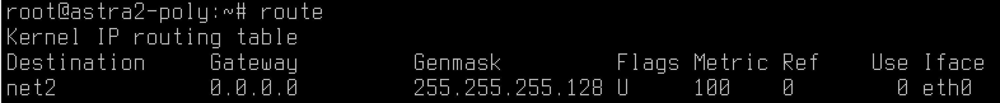 root@astra2-poly:~# route
Kernel IP routing table
Destination     Gateway         Genmask         Flags Metric Ref    Use Iface
net2            0.0.0.0         255.255.255.128 U     100    0        0 eth0